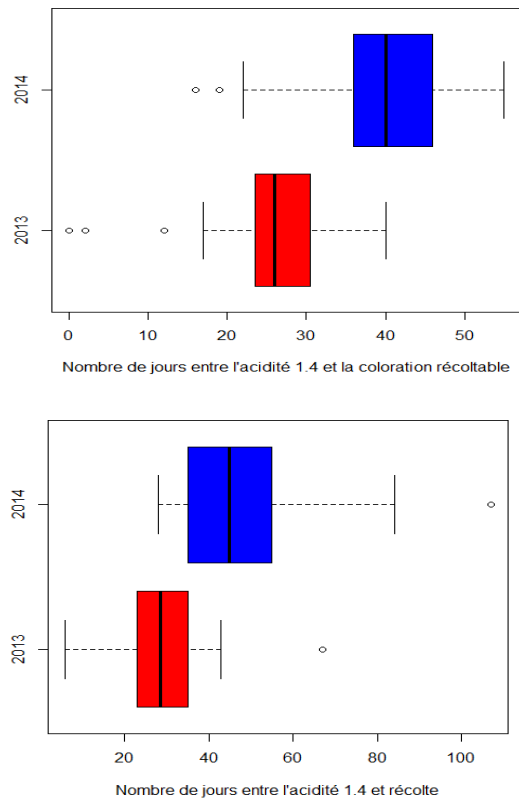 2014
2013
0 10 20 30 40 50
Nombre de jours entre l'acidité 1.4 et la coloration récoltable
2014
2013
20 40 60 80 100
Nombre de jours entre l'acidité 1.4 et récolte